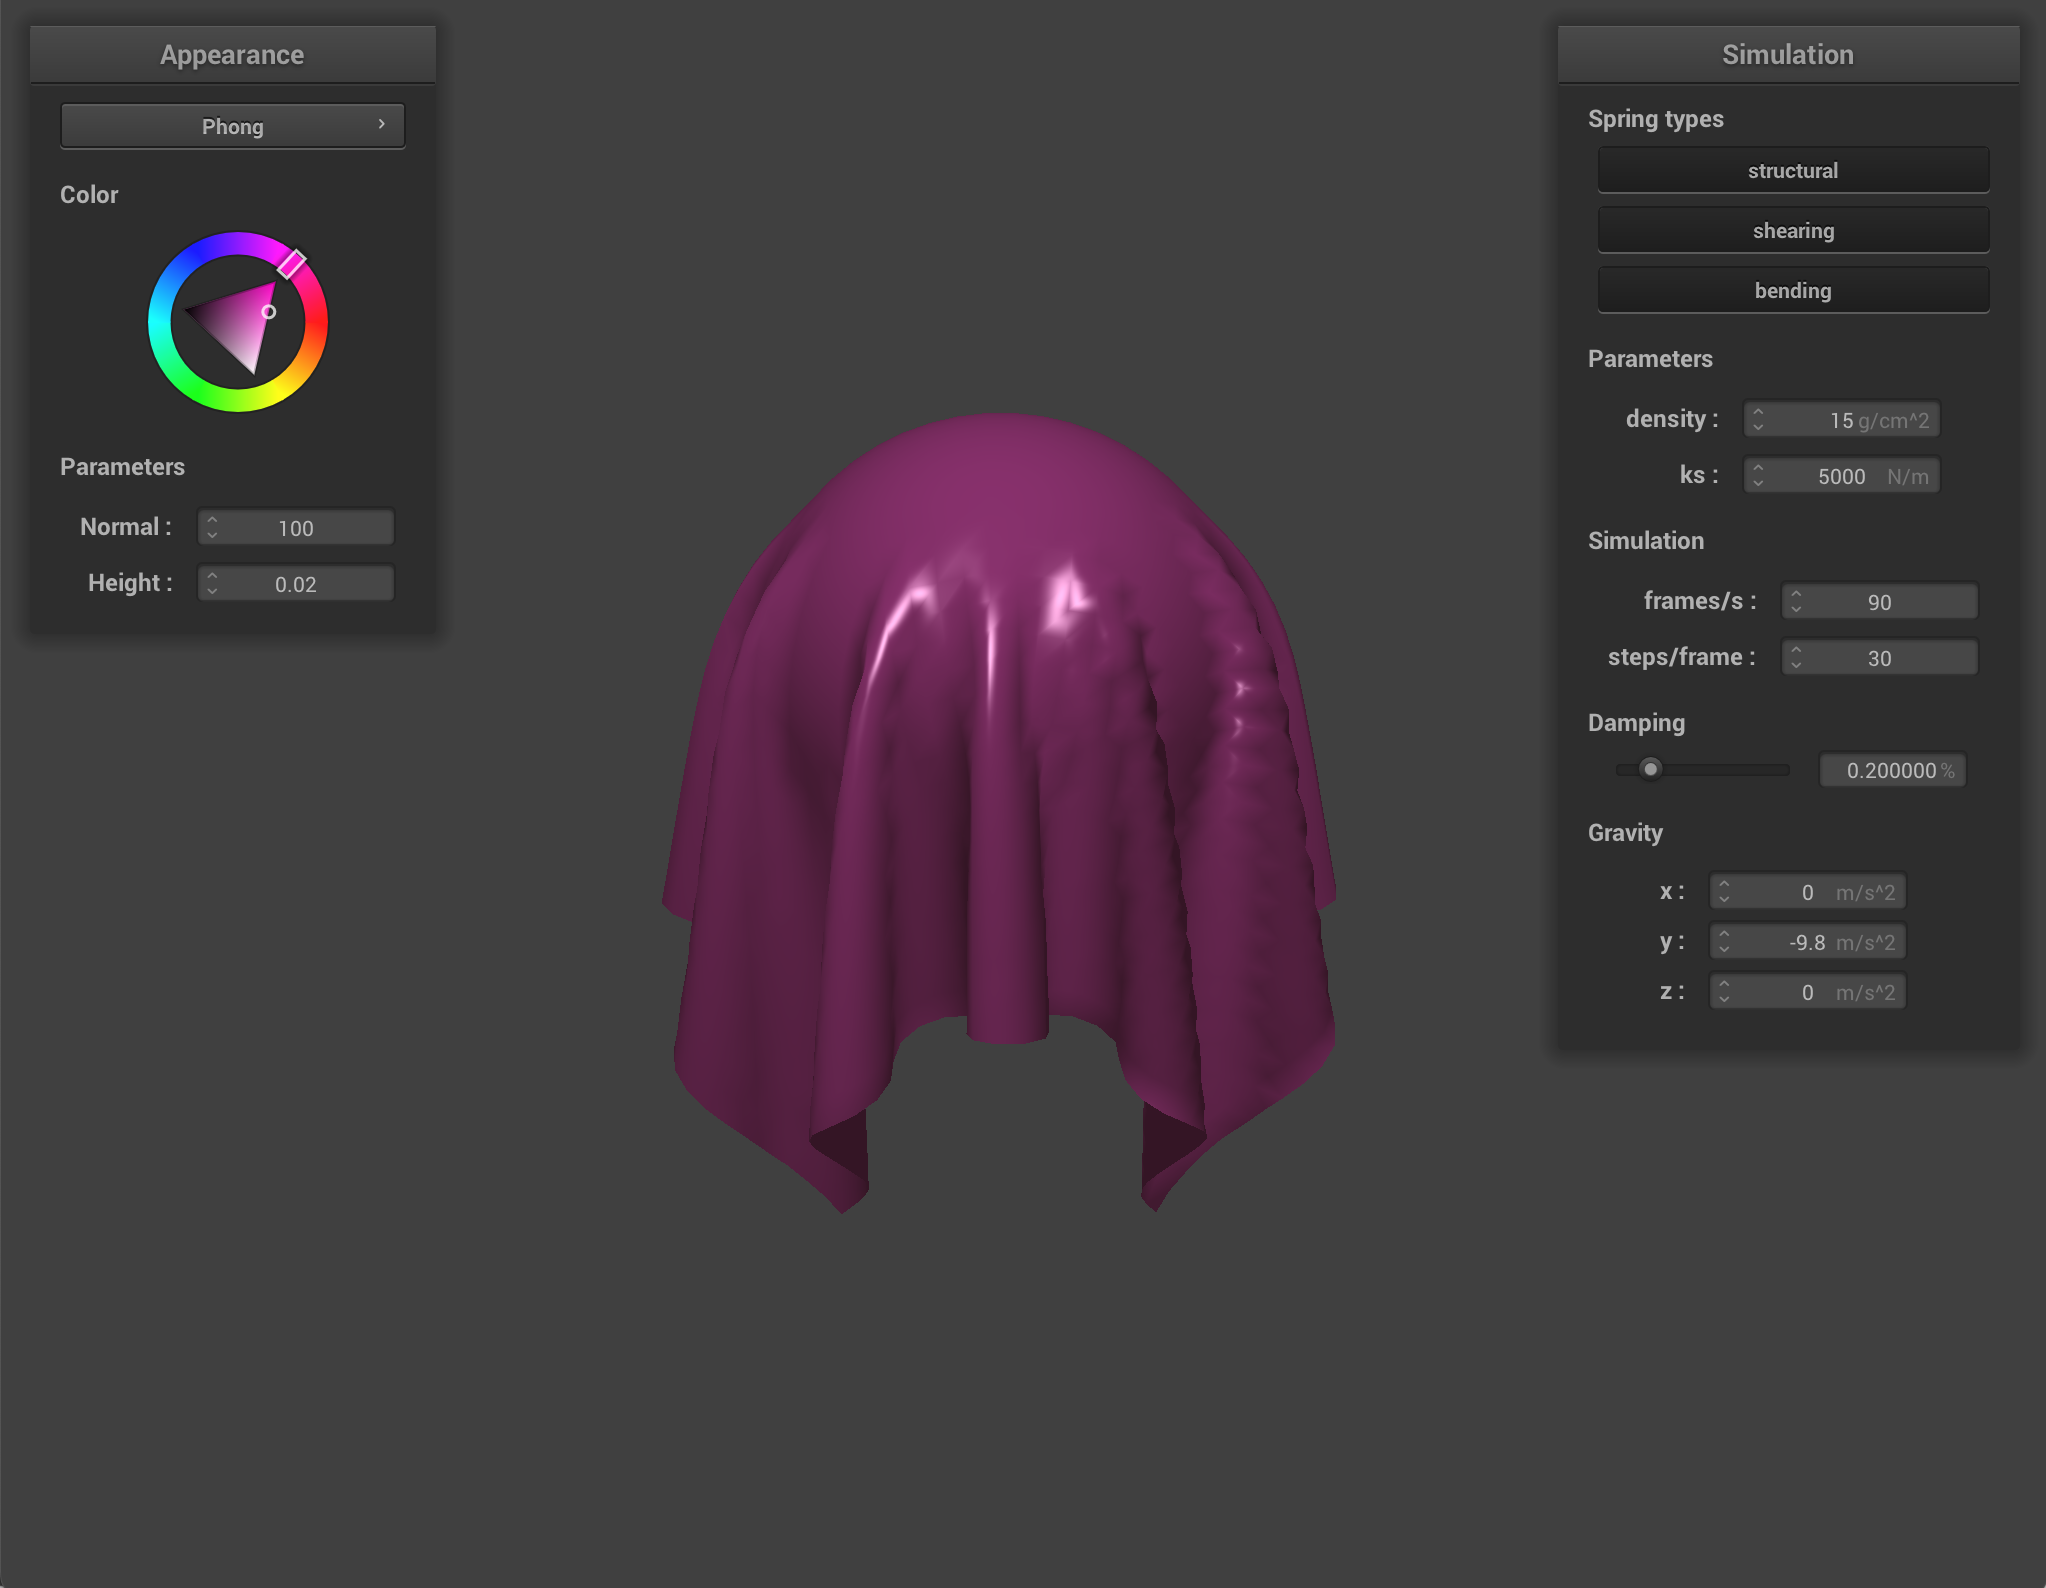 Appearance
Phong
Color
Parameters
Normal : 100
Height : 0.02
Simulation
Spring types
structural
shearing
bending
Parameters
density : 15 g/cm^2
ks : 5000 N/m
Simulation
frames/s : 90
steps/frame : 30
Damping
0.200000 %
Gravity
x : 0 m/s^2
y : -9.8 m/s^2
z : 0 m/s^2